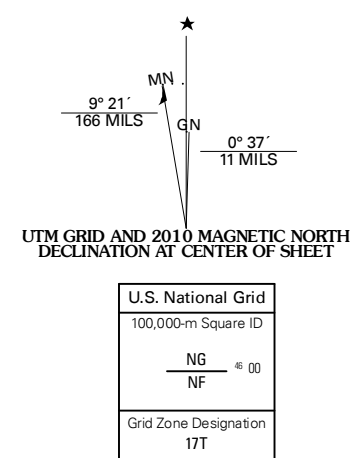 ★
MN
9° 21´
166 MILS
GN
0° 37´
11 MILS
UTM GRID AND 2010 MAGNETIC NORTH
DECLINATION AT CENTER OF SHEET
U.S. National Grid
100,000-m Square ID
NG
46 00
NF
Grid Zone Designation
17T